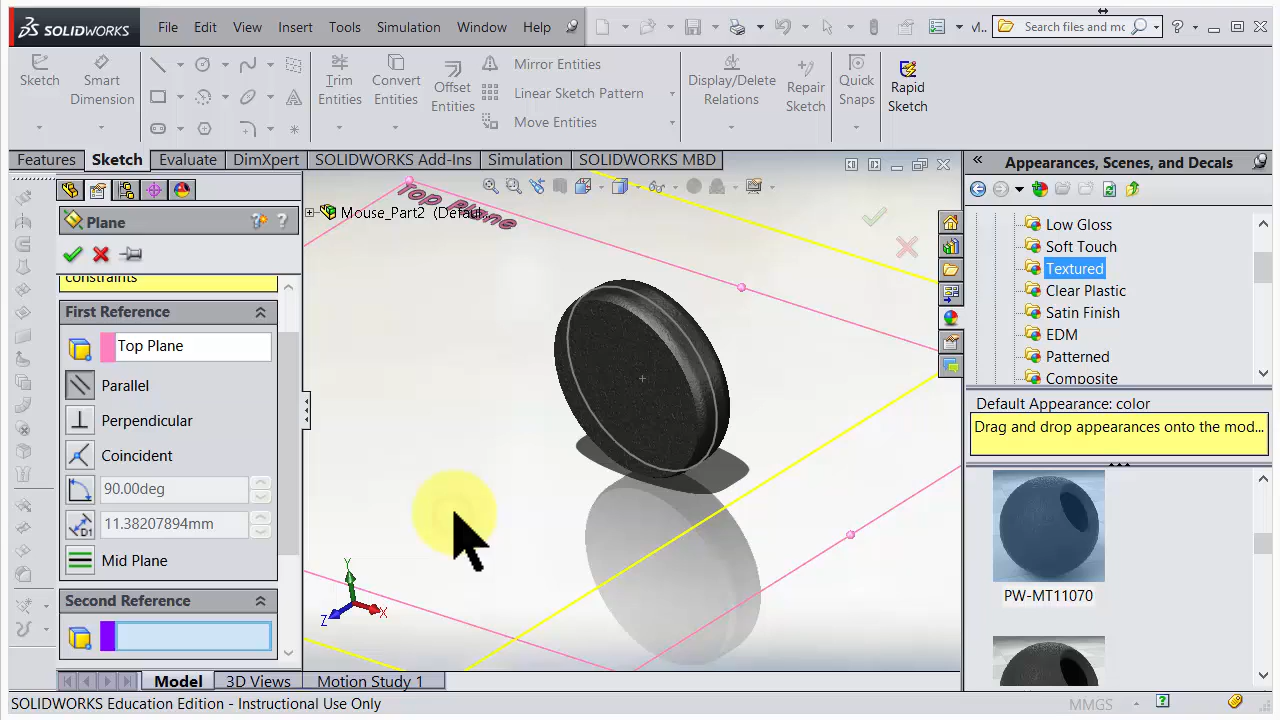 SOLIDWORKS
File Edit View Insert Tools Simulation Window Help
Search files and mc
?
Sketch
Smart Dimension
Trim Entities
Convert Entities
Offset Entities
Mirror Entities
Linear Sketch Pattern
Move Entities
Display/Delete Relations
Repair Sketch
Quick Snaps
Rapid Sketch
Features Sketch Evaluate DimXpert SOLIDWORKS Add-Ins Simulation SOLIDWORKS MBD
Plane
?
constraints
First Reference
Top Plane
Parallel
Perpendicular
Coincident
90.00deg
D1
11.38207894mm
Mid Plane
Second Reference
Top Plane
Mouse_Part2 (Defau
Y
Z
X
Model 3D Views Motion Study 1
Appearances, Scenes, and Decals
Low Gloss
Soft Touch
Textured
Clear Plastic
Satin Finish
EDM
Patterned
Composite
Default Appearance: color
Drag and drop appearances onto the mod...
PW-MT11070
SOLIDWORKS Education Edition - Instructional Use Only
MMGS
?